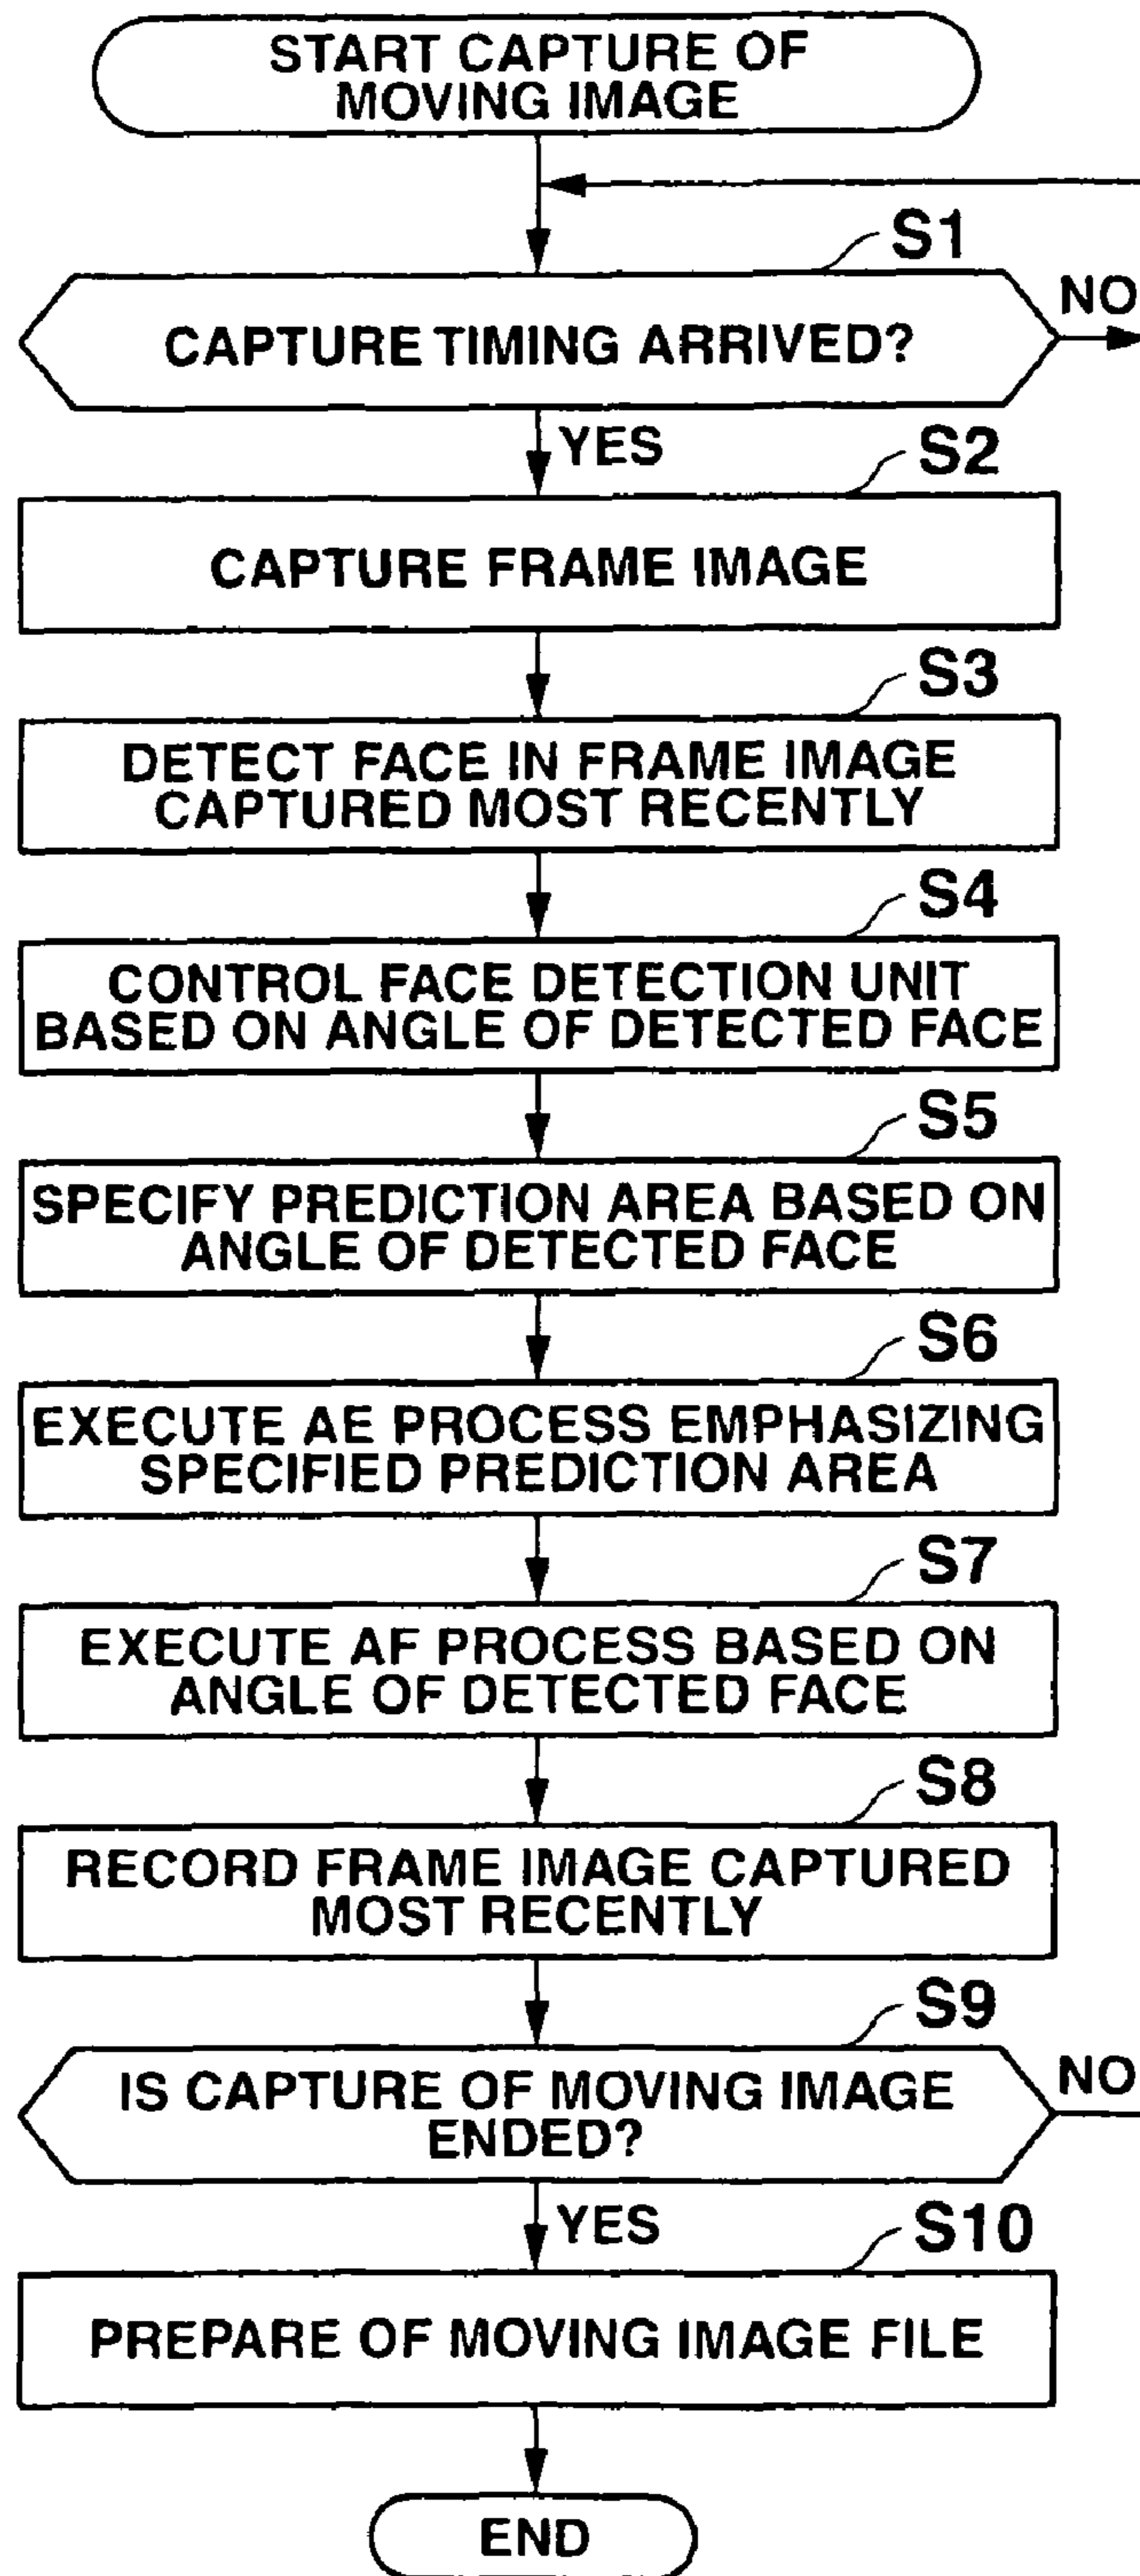 START CAPTURE OF
MOVING IMAGE
S1
CAPTURE TIMING ARRIVED?
NO
YES
S2
CAPTURE FRAME IMAGE
S3
DETECT FACE IN FRAME IMAGE
CAPTURED MOST RECENTLY
S4
CONTROL FACE DETECTION UNIT
BASED ON ANGLE OF DETECTED FACE
S5
SPECIFY PREDICTION AREA BASED ON
ANGLE OF DETECTED FACE
S6
EXECUTE AE PROCESS EMPHASIZING
SPECIFIED PREDICTION AREA
S7
EXECUTE AF PROCESS BASED ON
ANGLE OF DETECTED FACE
S8
RECORD FRAME IMAGE CAPTURED
MOST RECENTLY
S9
IS CAPTURE OF MOVING IMAGE
ENDED?
NO
YES
S10
PREPARE OF MOVING IMAGE FILE
END